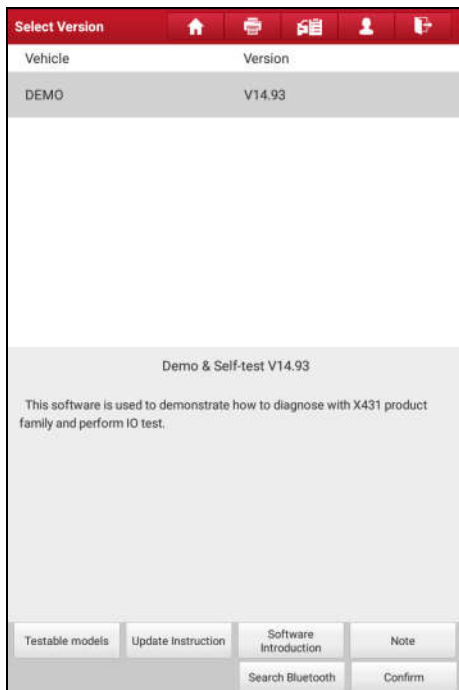 Select Version
Vehicle Version
DEMO V14.93
Demo & Self-test V14.93
This software is used to demonstrate how to diagnose with X431 product
family and perform IO test.
Testable models Update Instruction Software Introduction Note
Search Bluetooth Confirm